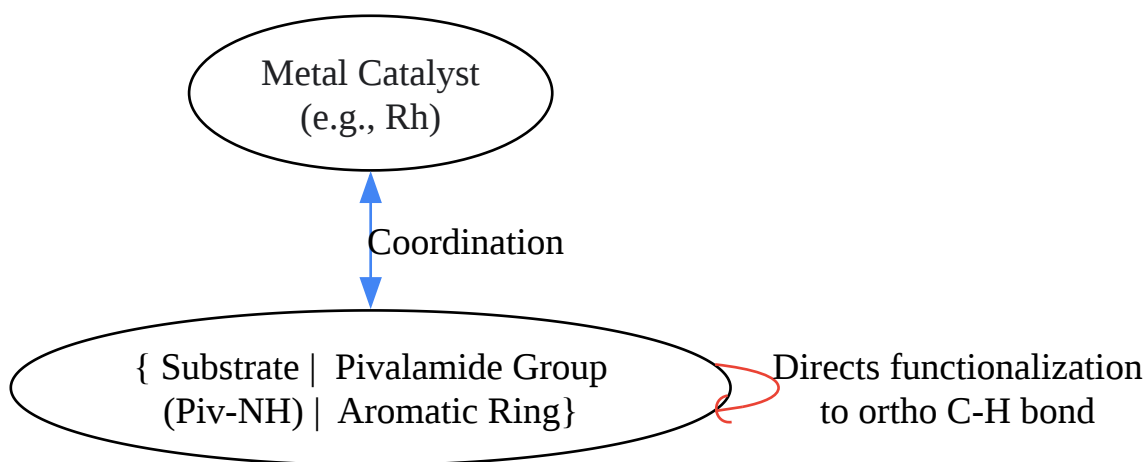 Metal Catalyst
(e.g., Rh)
Coordination
{ Substrate | Pivalamide Group
(Piv-NH) | Aromatic Ring}
Directs functionalization
to ortho C-H bond